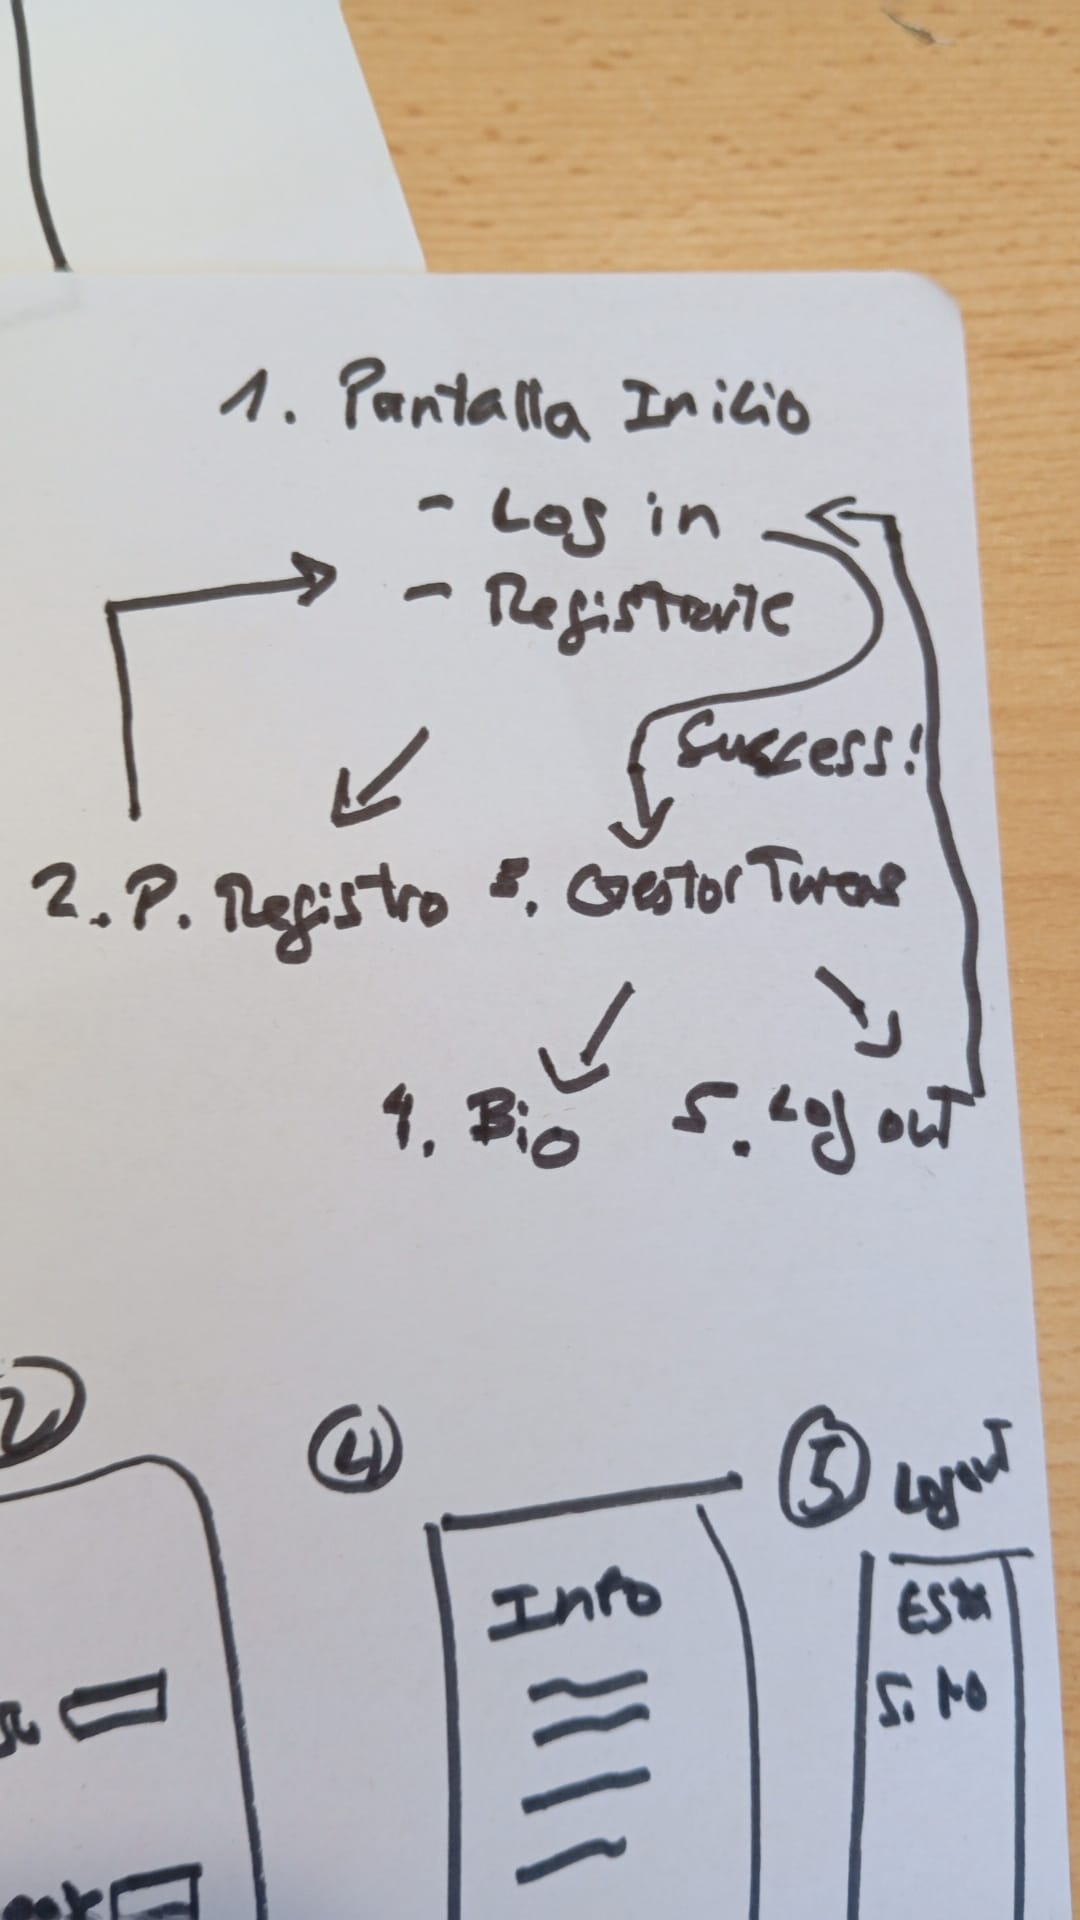 1. Pantalla Inicio
- Log in
- Registrarte
Success!
2. P. Registro 3. Gestor Tareas
4. Bio 5. Log out
2
4
5 Logout
Info
Si No